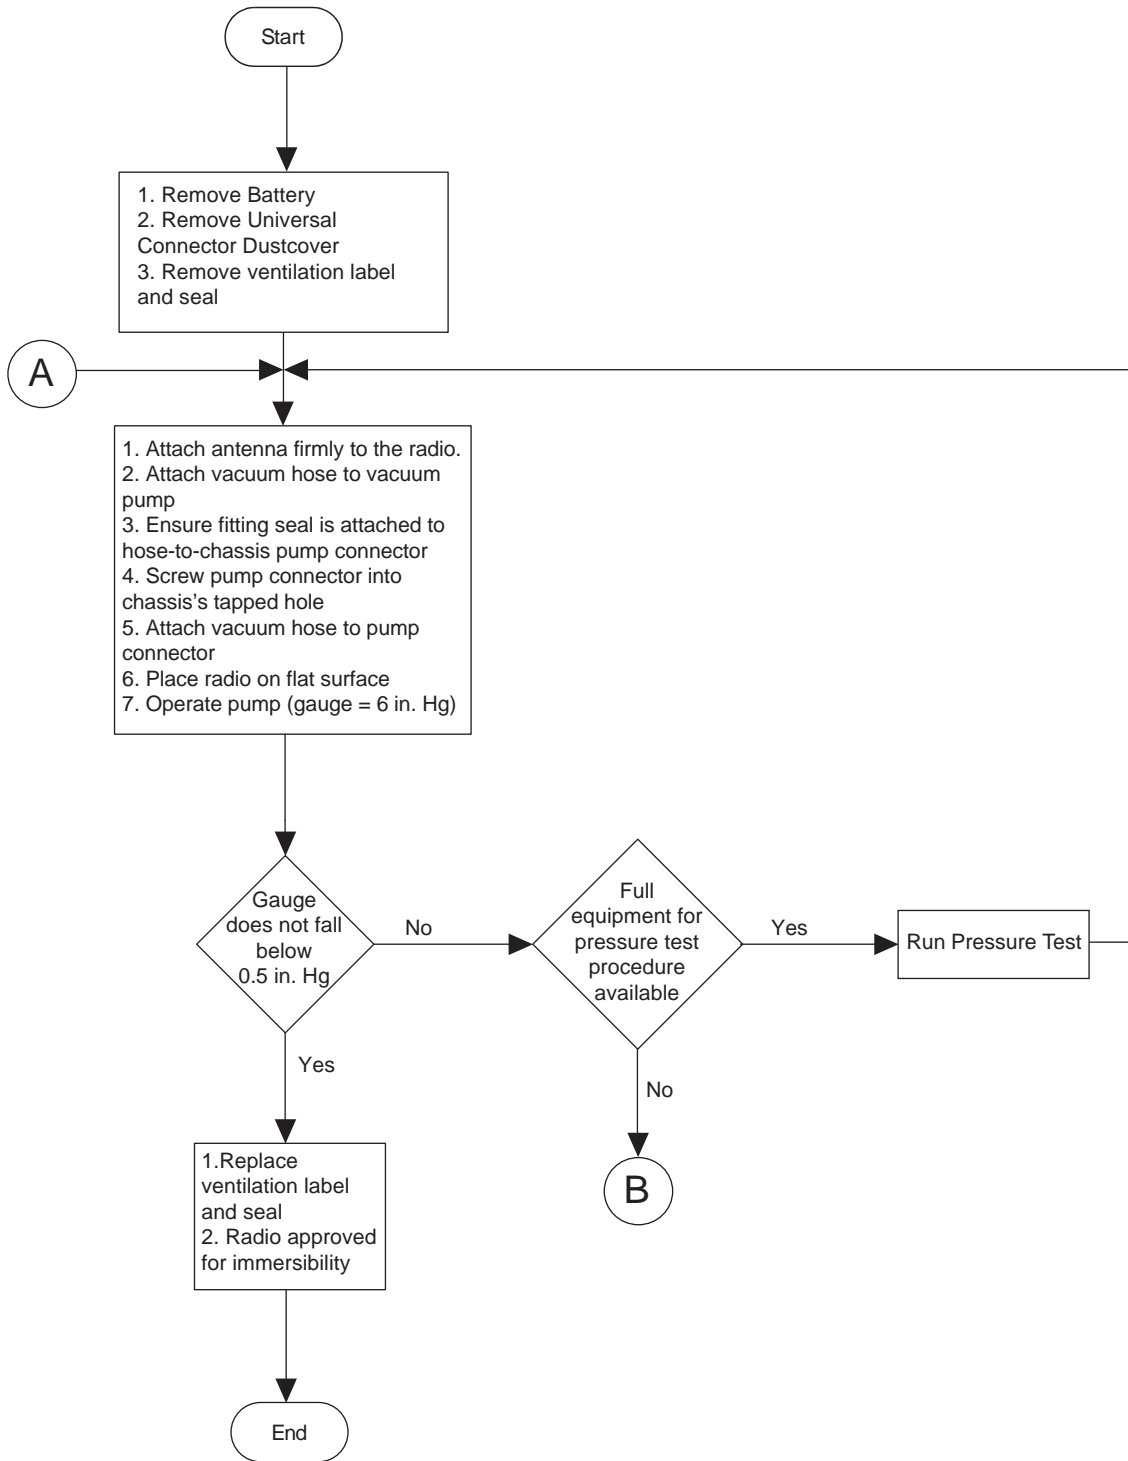 Start
1. Remove Battery
2. Remove Universal
Connector Dustcover
3. Remove ventilation label
and seal
A
1. Attach antenna firmly to the radio.
2. Attach vacuum hose to vacuum
pump
3. Ensure fitting seal is attached to
hose-to-chassis pump connector
4. Screw pump connector into
chassis's tapped hole
5. Attach vacuum hose to pump
connector
6. Place radio on flat surface
7. Operate pump (gauge = 6 in. Hg)
Gauge
does not fall
below
0.5 in. Hg
No
Full
equipment for
pressure test
procedure
available
Yes
Run Pressure Test
Yes
No
1.Replace
ventilation label
and seal
2. Radio approved
for immersibility
B
End